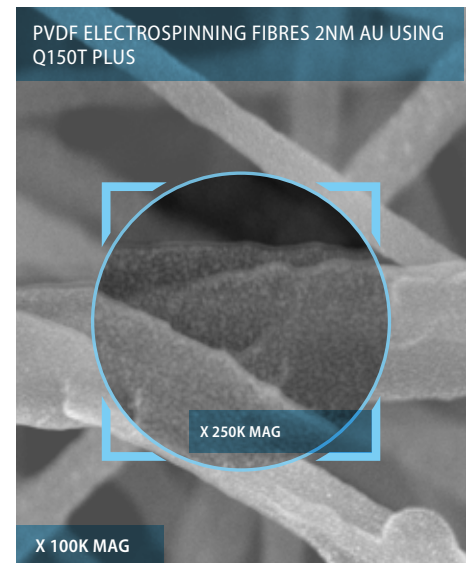 PVDF ELECTROSPINNING FIBRES 2NM AU USING
Q150T PLUS
X 250K MAG
X 100K MAG